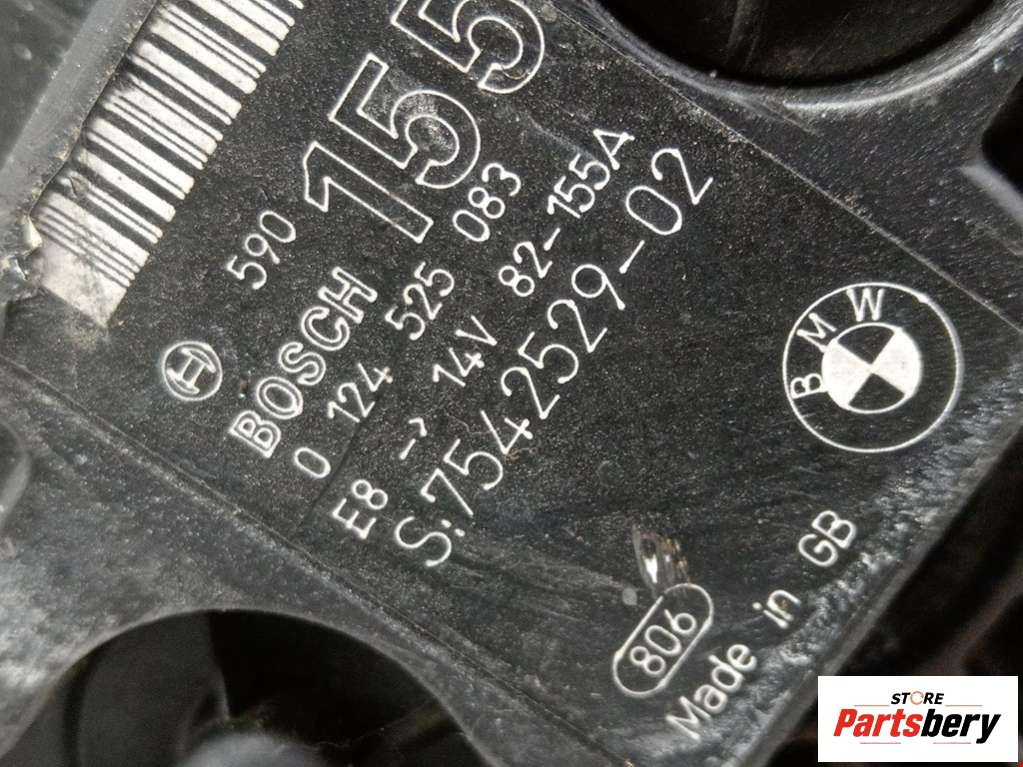 590
155
BOSCH
0 124 525 083
E8 -> 14V 82-155A
S:7542529-02
BMW
806
Made in GB
STORE
Partsbery